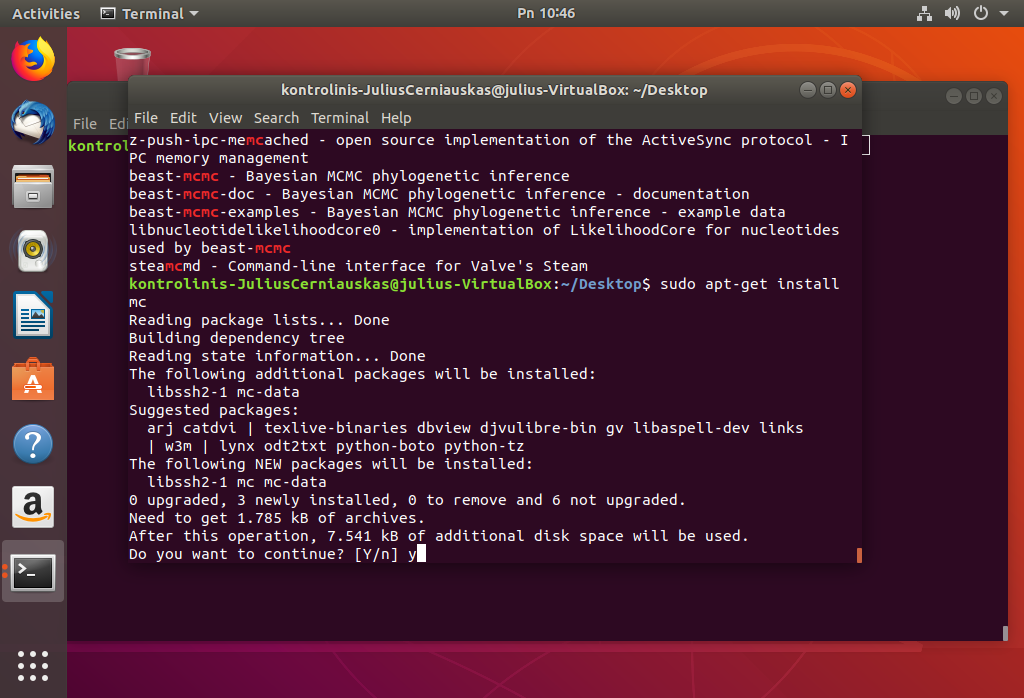 Activities
Terminal
Pn 10:46
kontrolinis-JuliusCerniauskas@julius-VirtualBox: ~/Desktop
File Edi
File Edit View Search Terminal Help
kontrol
z-push-ipc-memcached - open source implementation of the ActiveSync protocol - I
PC memory management
beast-mcmc - Bayesian MCMC phylogenetic inference
beast-mcmc-doc - Bayesian MCMC phylogenetic inference - documentation
beast-mcmc-examples - Bayesian MCMC phylogenetic inference - example data
libnucleotidelikelihoodcore0 - implementation of LikelihoodCore for nucleotides
used by beast-mcmc
steamcmd - Command-line interface for Valve's Steam
kontrolinis-JuliusCerniauskas@julius-VirtualBox:~/Desktop$ sudo apt-get install
mc
Reading package lists... Done
Building dependency tree
Reading state information... Done
The following additional packages will be installed:
  libssh2-1 mc-data
Suggested packages:
  arj catdvi | texlive-binaries dbview djvulibre-bin gv libaspell-dev links
  | w3m | lynx odt2txt python-boto python-tz
The following NEW packages will be installed:
  libssh2-1 mc mc-data
0 upgraded, 3 newly installed, 0 to remove and 6 not upgraded.
Need to get 1.785 kB of archives.
After this operation, 7.541 kB of additional disk space will be used.
Do you want to continue? [Y/n] y